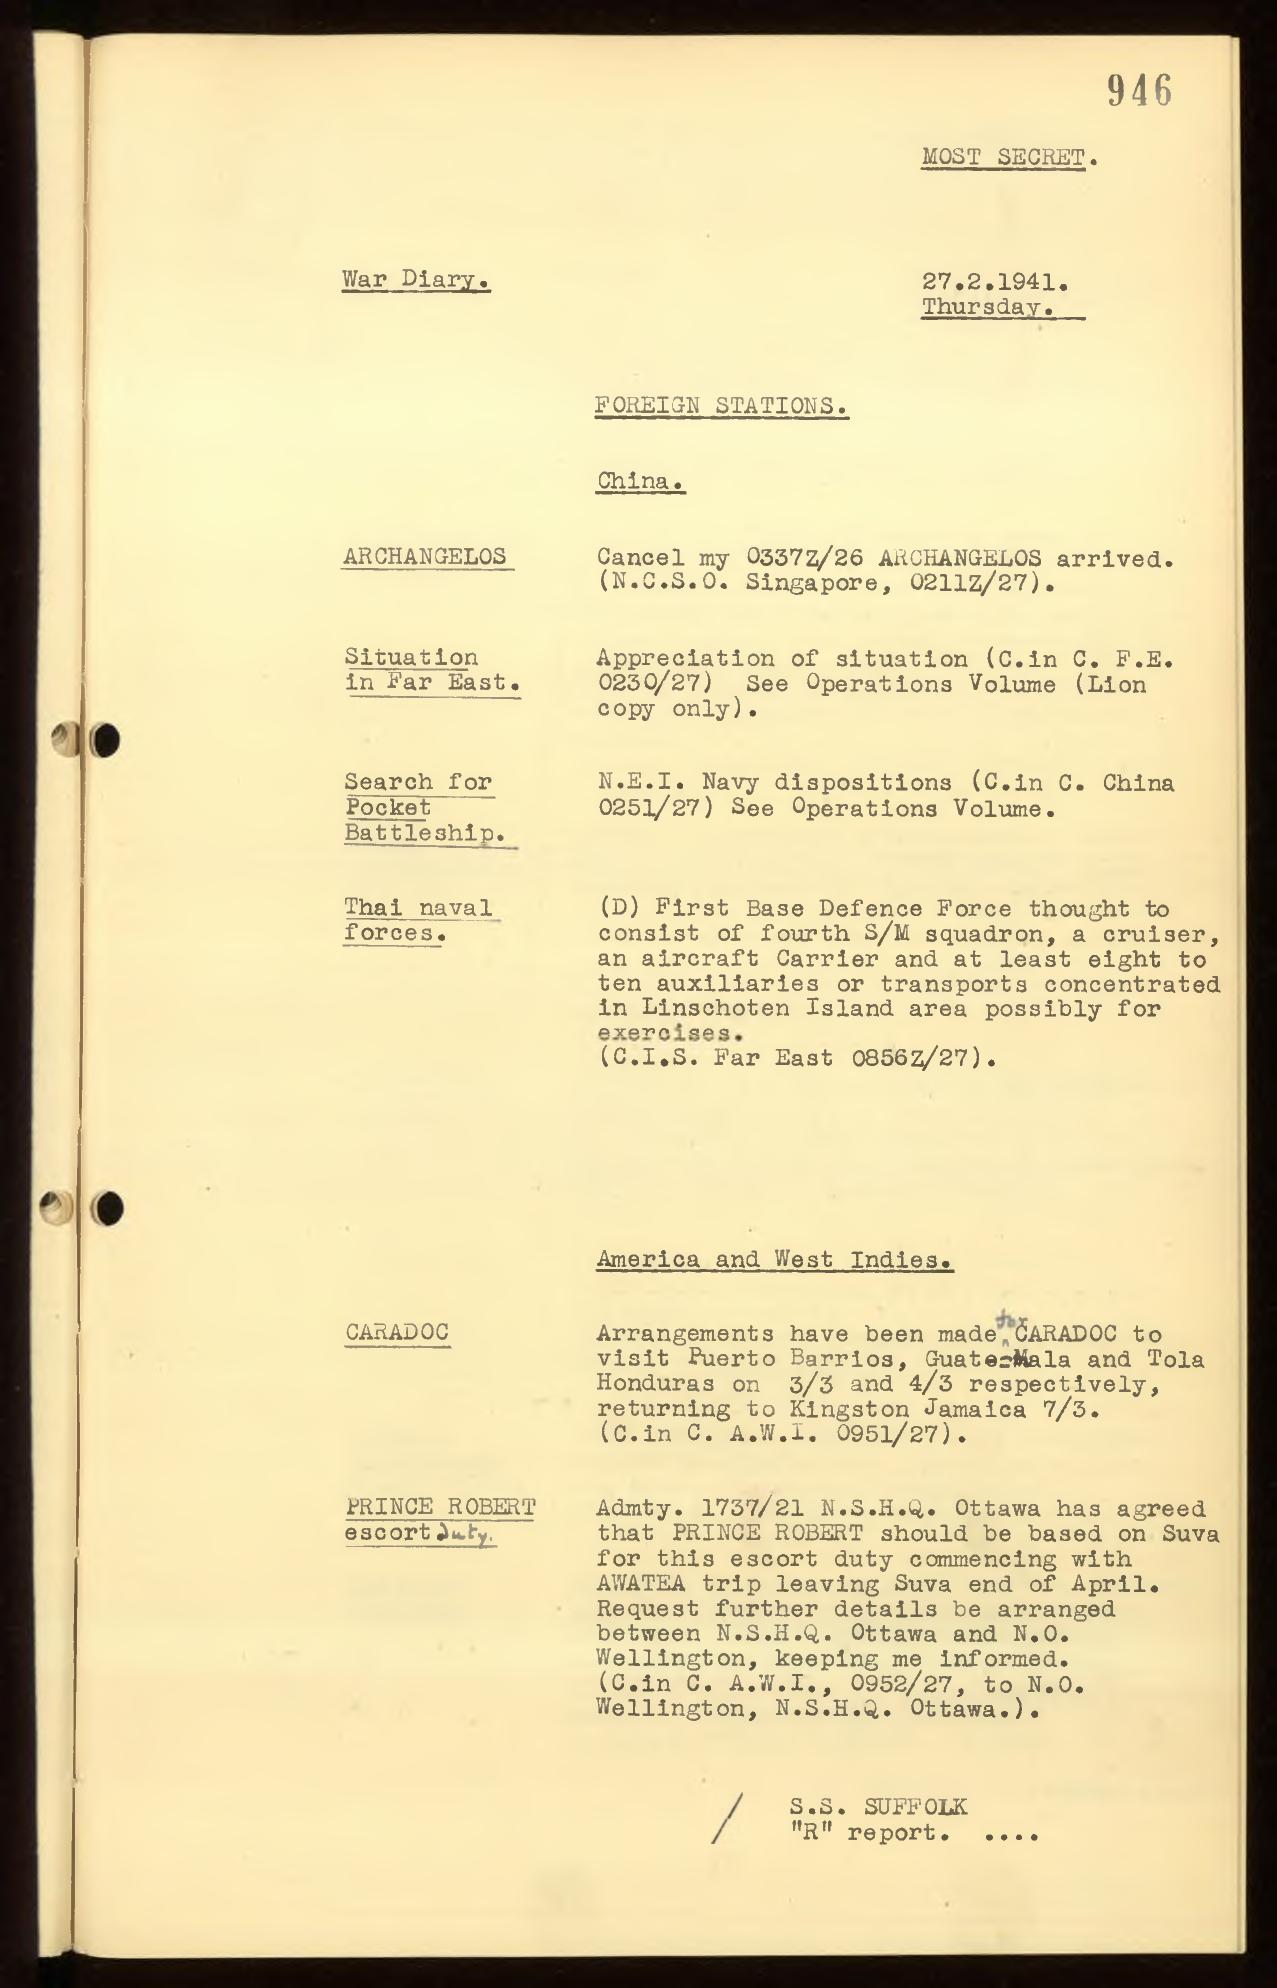 946
MOST SECRET.
War Diary.
27.2.1941.
Thursday.
FOREIGN STATIONS.
China.
ARCHANGELOS
Cancel my 0337Z/26 ARCHANGELOS arrived.
(N.C.S.O. Singapore, 0211Z/27).
Situation
in Far East.
Appreciation of situation (C.in C. F.E.
0230/27) See Operations Volume (Lion
copy only).
Search for
Pocket
Battleship.
N.E.I. Navy dispositions (C.in C. China
0251/27) See Operations Volume.
Thai naval
forces.
(D) First Base Defence Force thought to
consist of fourth S/M squadron, a cruiser,
an aircraft Carrier and at least eight to
ten auxiliaries or transports concentrated
in Linschoten Island area possibly for
exercises.
(C.I.S. Far East 0856Z/27).
America and West Indies.
CARADOC
Arrangements have been made for CARADOC to
visit Puerto Barrios, GuateMala and Tola
Honduras on 3/3 and 4/3 respectively,
returning to Kingston Jamaica 7/3.
(C.in C. A.W.I. 0951/27).
PRINCE ROBERT
escort duty.
Admty. 1737/21 N.S.H.Q. Ottawa has agreed
that PRINCE ROBERT should be based on Suva
for this escort duty commencing with
AWATEA trip leaving Suva end of April.
Request further details be arranged
between N.S.H.Q. Ottawa and N.O.
Wellington, keeping me informed.
(C.in C. A.W.I., 0952/27, to N.O.
Wellington, N.S.H.Q. Ottawa.).
/ S.S. SUFFOLK
"R" report. ....